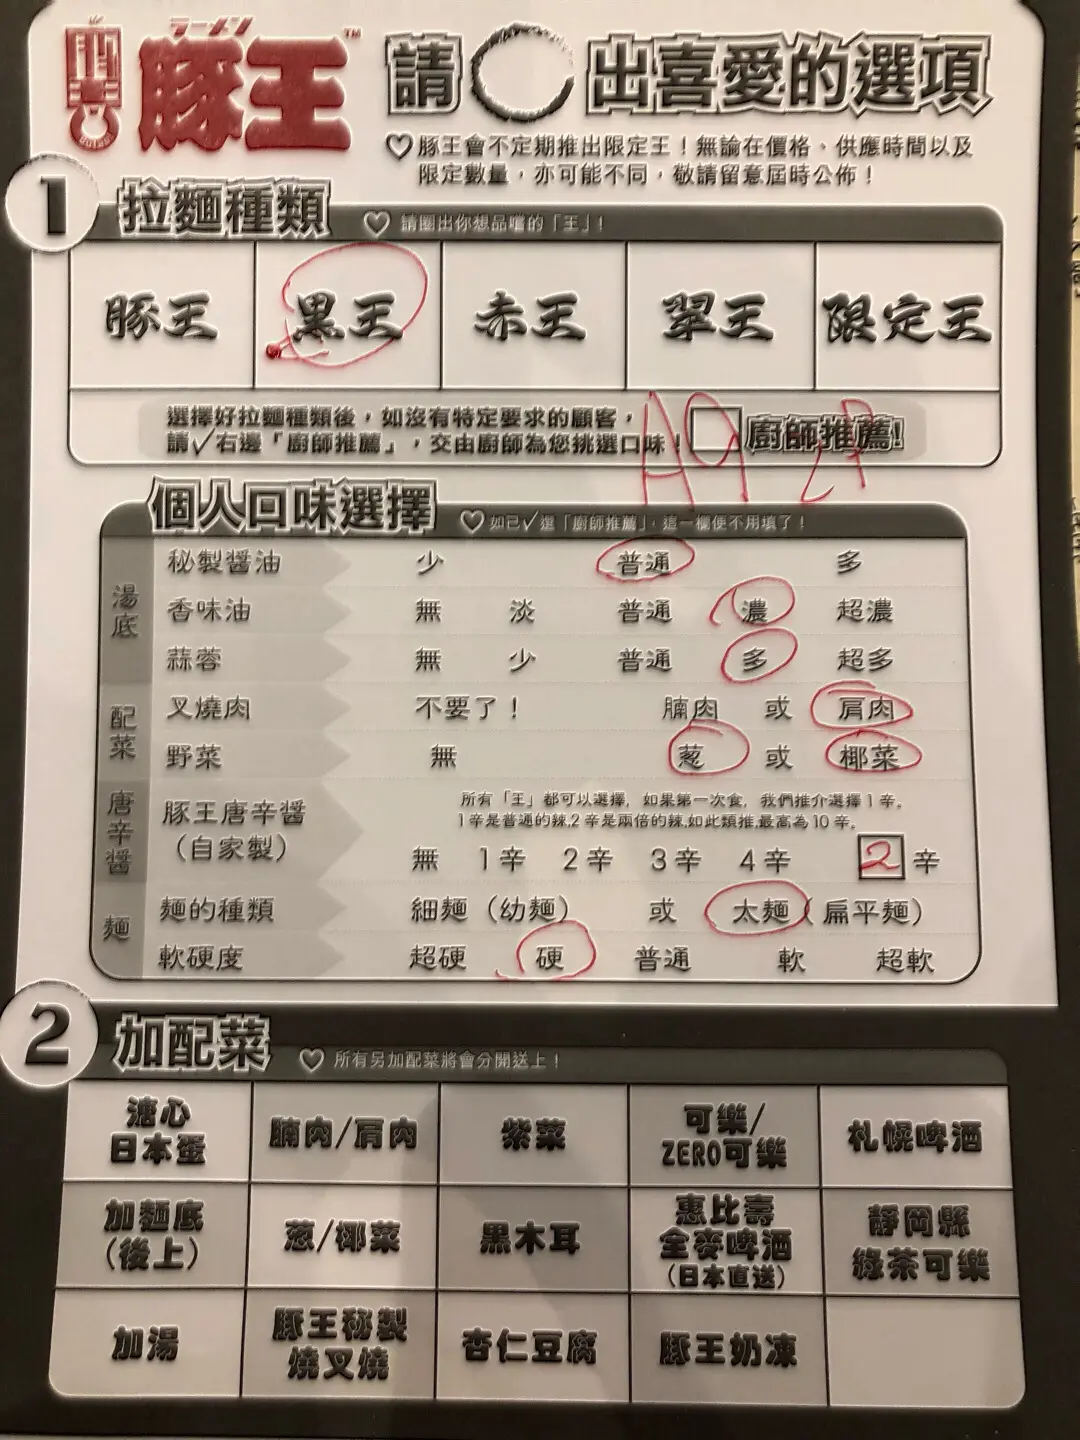 ラーメン
豚王™
請〇出喜愛的選項
♡豚王會不定期推出限定王！無論在價格、供應時間以及
限定數量，亦可能不同，敬請留意屆時公佈！
1 拉麵種類 ♡ 請圈出你想品嚐的「王」！
豚王 黒王 赤王 翠王 限定王
選擇好拉麵種類後，如沒有特定要求的顧客，
請✓右邊「廚師推薦」，交由廚師為您挑選口味！ 廚師推薦!
A9
個人口味選擇 ♡如已✓選「廚師推薦」，這一欄便不用填了！
湯底
秘製醬油 少 普通 多
香味油 無 淡 普通 濃 超濃
蒜蓉 無 少 普通 多 超多
配菜
叉燒肉 不要了！ 腩肉 或 肩肉
野菜 無 葱 或 椰菜
唐辛醬
豚王唐辛醬
（自家製）
所有「王」都可以選擇，如果第一次食，我們推介選擇1辛。
1辛是普通的辣,2辛是兩倍的辣,如此類推,最高為10辛。
無 1辛 2辛 3辛 4辛 2 辛
麵
麵的種類 細麵（幼麵） 或 太麵（扁平麵）
軟硬度 超硬 硬 普通 軟 超軟
2 加配菜 ♡ 所有另加配菜將會分開送上！
溏心
日本蛋
腩肉/肩肉
紫菜
可樂/
ZERO可樂
札幌啤酒
加麵底
(後上)
葱/椰菜
黑木耳
惠比壽
全麥啤酒
(日本直送)
靜岡縣
綠茶可樂
加湯
豚王秘製
燒叉燒
杏仁豆腐
豚王奶凍